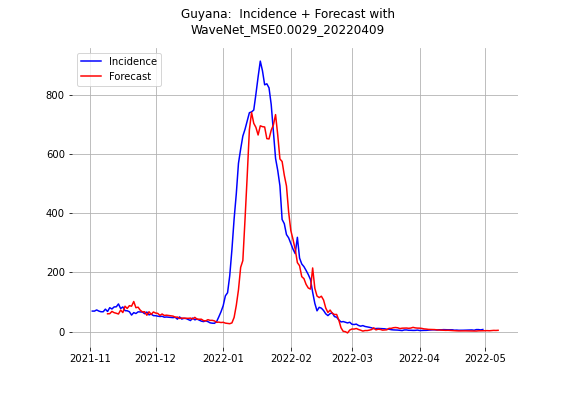 Guyana:  Incidence + Forecast with
WaveNet_MSE0.0029_20220409
Incidence
Forecast
800
600
400
200
0
2021-11 2021-12 2022-01 2022-02 2022-03 2022-04 2022-05